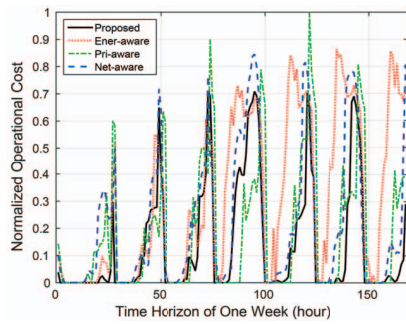 Proposed
Ener-aware
Pri-aware
Net-aware
Normalized Operational Cost
1
0.9
0.8
0.7
0.6
0.5
0.4
0.3
0.2
0.1
0
0 50 100 150
Time Horizon of One Week (hour)